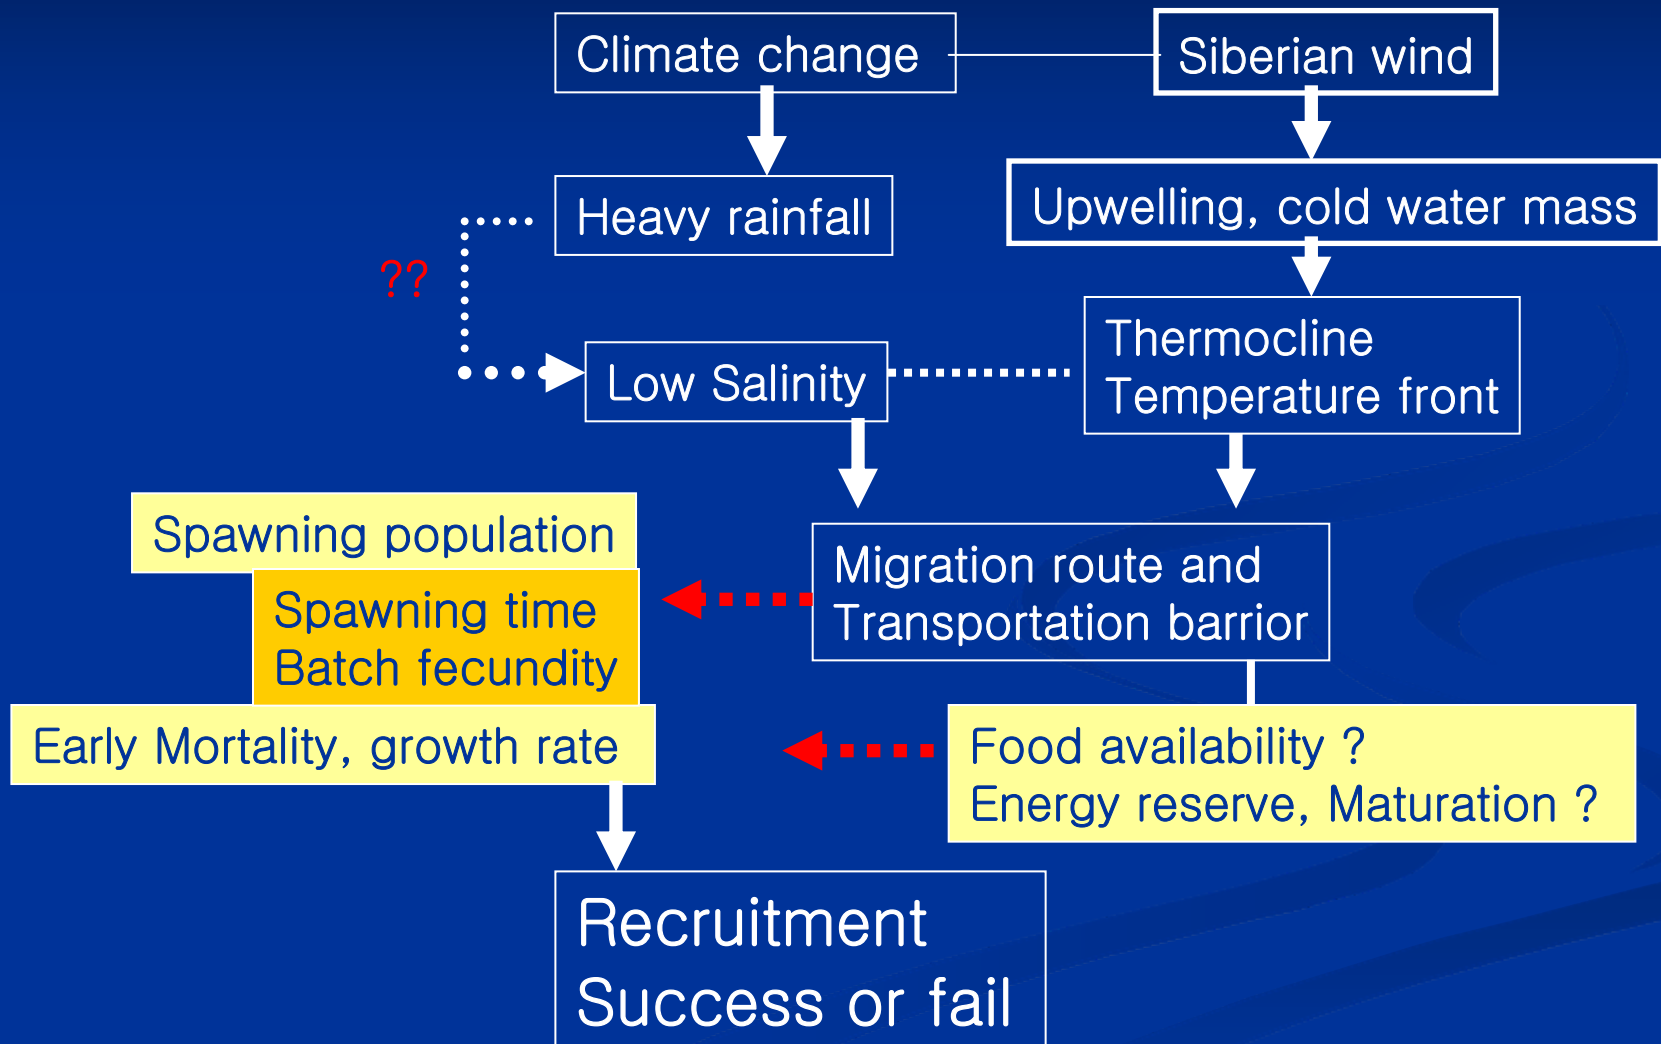 Climate change
Siberian wind
Heavy rainfall
Upwelling, cold water mass
??
Thermocline
Temperature front
Low Salinity
Spawning population
Migration route and
Transportation barrior
Spawning time
Batch fecundity
Early Mortality, growth rate
Food availability ?
Energy reserve, Maturation ?
Recruitment
Success or fail